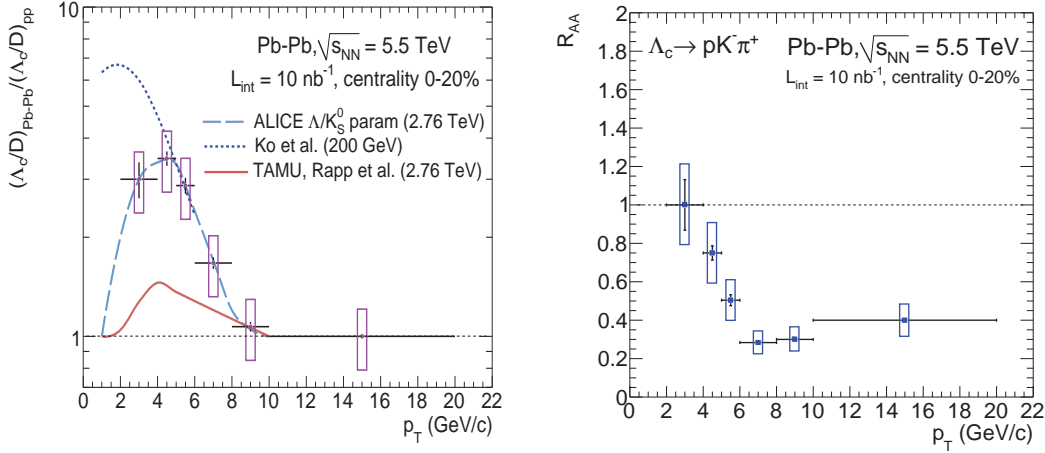 (Λc/D)Pb-Pb/(Λc/D)pp
10
1
Pb-Pb, √sNN = 5.5 TeV
Lint = 10 nb-1, centrality 0-20%
ALICE Λ/K0S param (2.76 TeV)
Ko et al. (200 GeV)
TAMU, Rapp et al. (2.76 TeV)
0 2 4 6 8 10 12 14 16 18 20 22
pT (GeV/c)
RAA
2
1.8
1.6
1.4
1.2
1
0.8
0.6
0.4
0.2
0
Λc→ pK-π+ Pb-Pb, √sNN = 5.5 TeV
Lint = 10 nb-1, centrality 0-20%
0 2 4 6 8 10 12 14 16 18 20 22
pT (GeV/c)